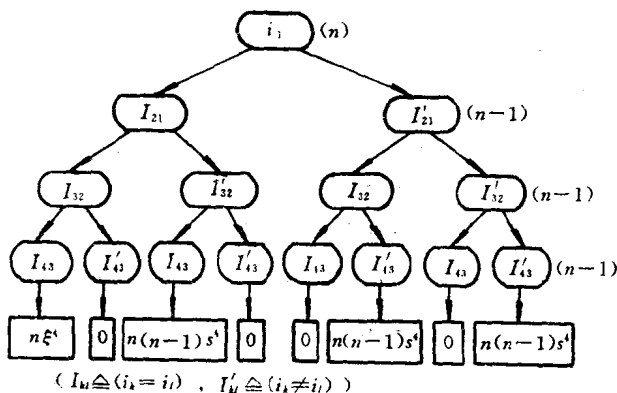 i₁ (n)
I₂₁ I′₂₁ (n−1)
I₃₂ I′₃₂ I₃₂ I′₃₂ (n−1)
I₄₃ I′₄₃ I₄₃ I′₄₃ I₄₃ I′₄₃ I₄₃ I′₄₃ (n−1)
nξ⁴ 0 n(n−1)s⁴ 0 0 n(n−1)s⁴ 0 n(n−1)s⁴
( Iₖₗ≙(iₖ=iₗ) , I′ₖₗ≙(iₖ≠iₗ) )